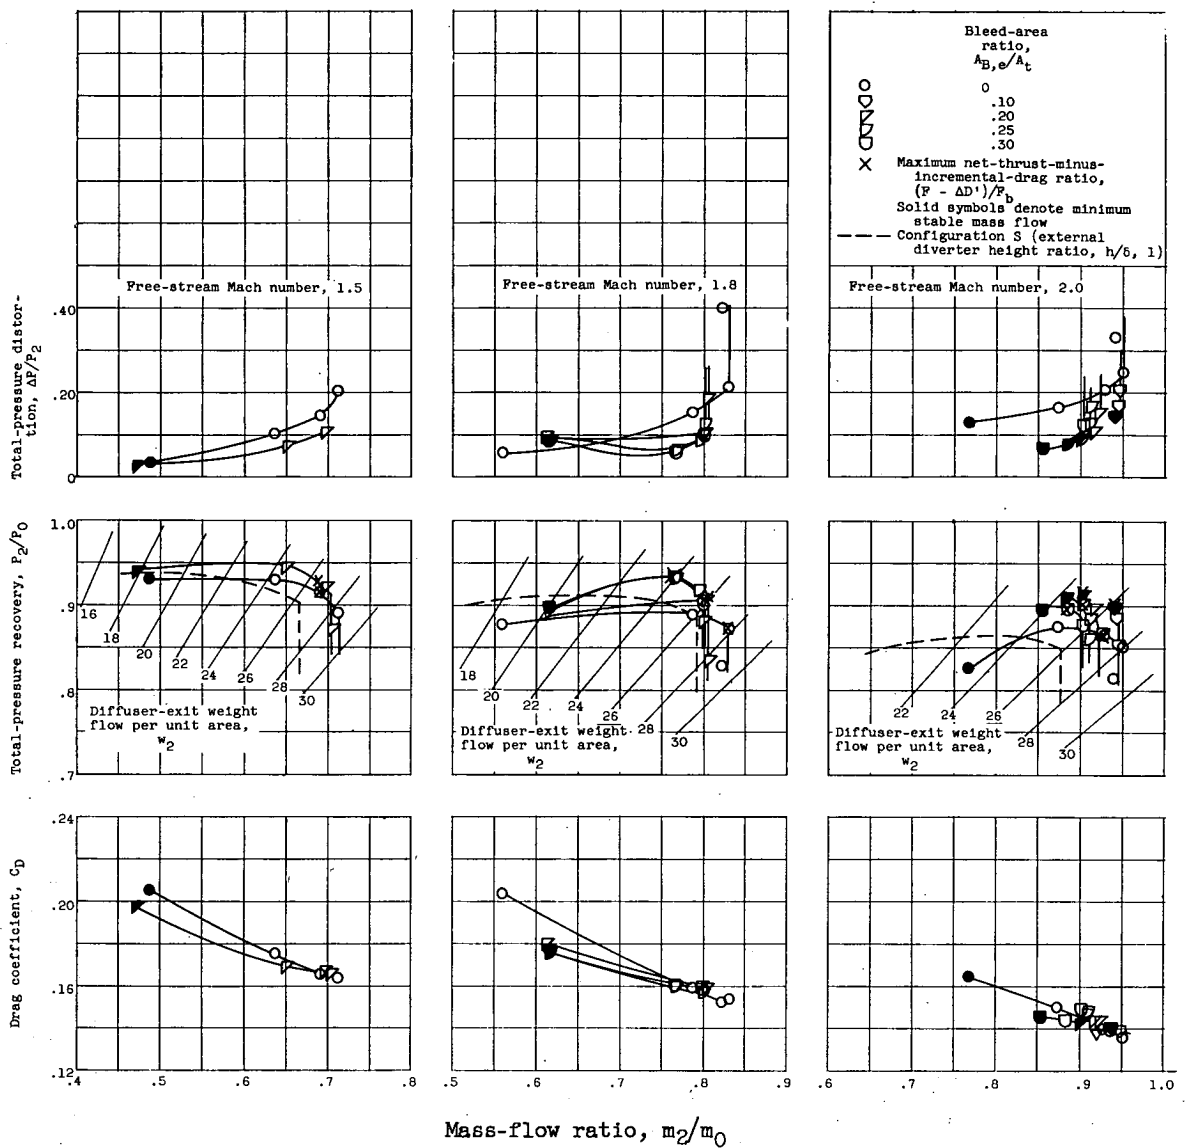 Bleed-area
ratio,
A_B,e/A_t
0
.10
.20
.25
.30
Maximum net-thrust-minus-
incremental-drag ratio,
(F - ΔD')/F_b
Solid symbols denote minimum
stable mass flow
Configuration S (external
diverter height ratio, h/δ, 1)
Free-stream Mach number, 1.5
Free-stream Mach number, 1.8
Free-stream Mach number, 2.0
Total-pressure distor-
tion, ΔP/P_2
.40
.20
0
Total-pressure recovery, P_2/P_0
1.0
.9
.8
.7
16
18
20
22
24
26
28
30
Diffuser-exit weight
flow per unit area,
w_2
18
20
22
24
26
28
30
Diffuser-exit weight
flow per unit area,
w_2
22
24
26
28
30
Diffuser-exit weight
flow per unit area,
w_2
Drag coefficient, C_D
.24
.20
.16
.12
.4 .5 .6 .7 .8
.5 .6 .7 .8 .9
.6 .7 .8 .9 1.0
Mass-flow ratio, m_2/m_0